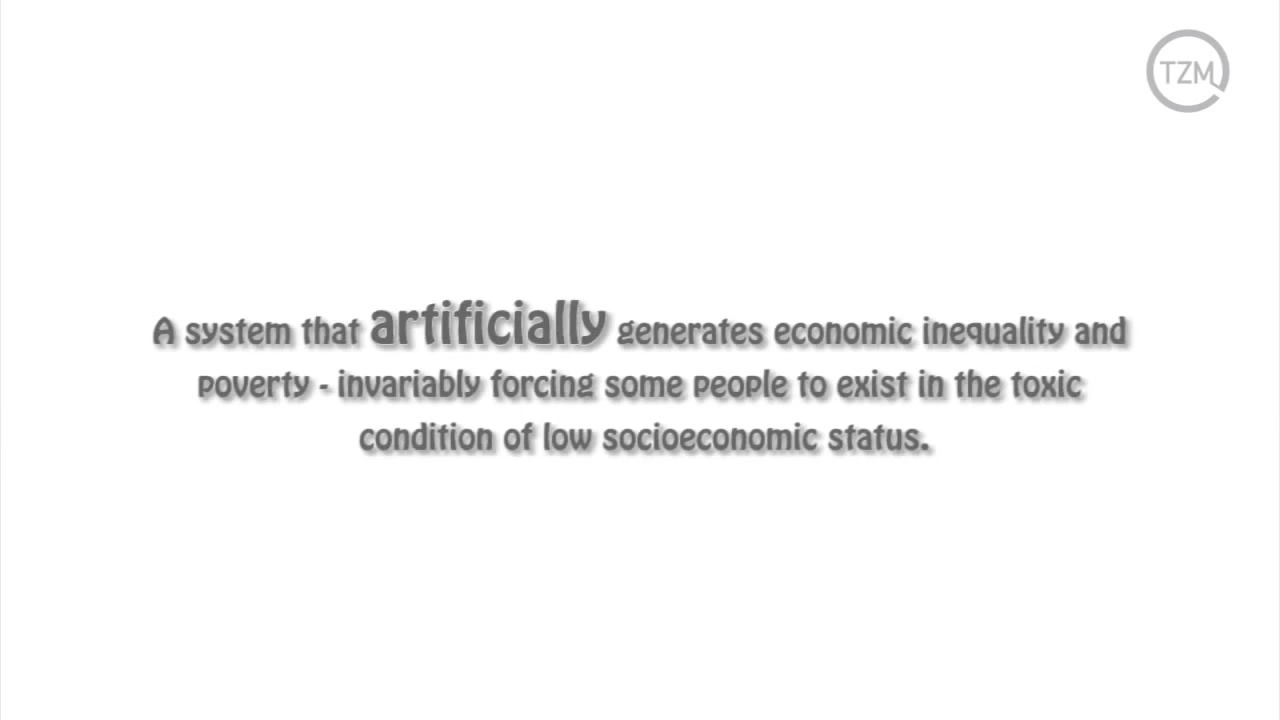 TZM
A system that artificially generates economic inequality and
poverty - invariably forcing some people to exist in the toxic
condition of low socioeconomic status.